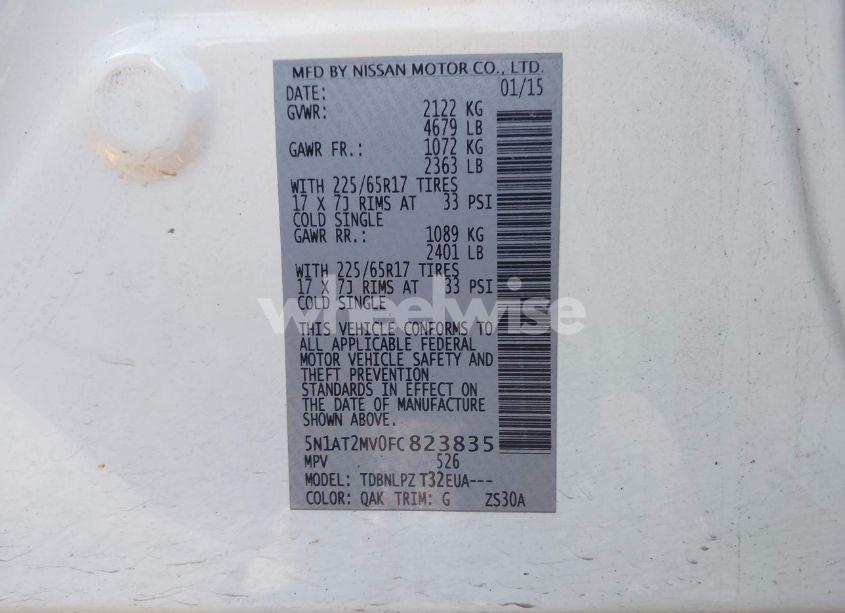 MFD BY NISSAN MOTOR CO., LTD.
DATE: 01/15
GVWR: 2122 KG
4679 LB
GAWR FR.: 1072 KG
2363 LB
WITH 225/65R17 TIRES
17 X 7J RIMS AT 33 PSI
COLD SINGLE
GAWR RR.: 1089 KG
2401 LB
WITH 225/65R17 TIRES
17 X 7J RIMS AT 33 PSI
COLD SINGLE
wheelwise
THIS VEHICLE CONFORMS TO
ALL APPLICABLE FEDERAL
MOTOR VEHICLE SAFETY AND
THEFT PREVENTION
STANDARDS IN EFFECT ON
THE DATE OF MANUFACTURE
SHOWN ABOVE.
5N1AT2MV0FC823835
MPV 526
MODEL: TDBNLPZ T32EUA---
COLOR: QAK TRIM: G ZS30A